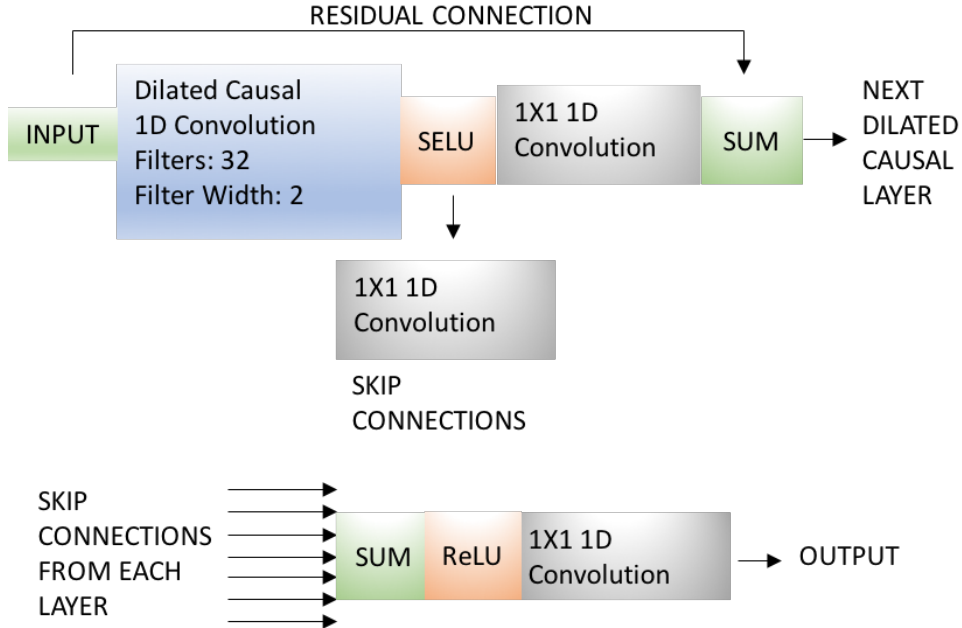 RESIDUAL CONNECTION
INPUT
Dilated Causal
1D Convolution
Filters: 32
Filter Width: 2
SELU
1X1 1D
Convolution
SUM
NEXT
DILATED
CAUSAL
LAYER
1X1 1D
Convolution
SKIP
CONNECTIONS
SKIP
CONNECTIONS
FROM EACH
LAYER
SUM
ReLU
1X1 1D
Convolution
OUTPUT